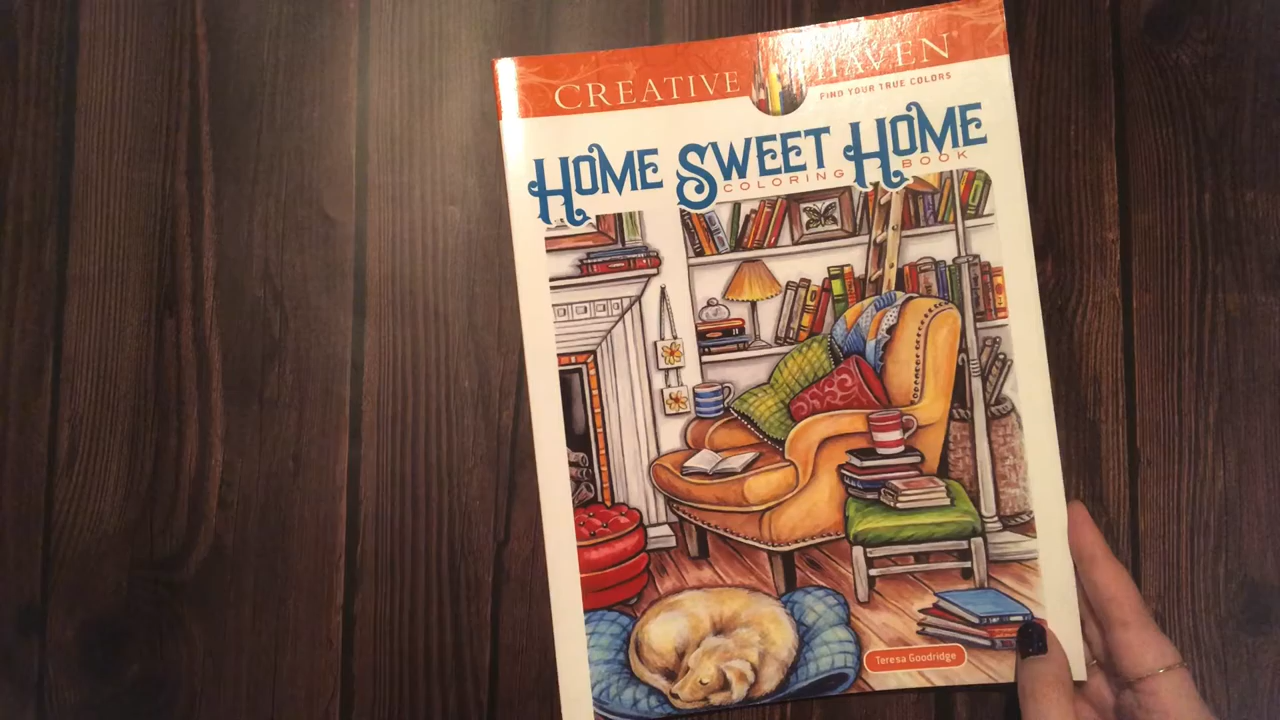 CREATIVE HAVEN
FIND YOUR TRUE COLORS
HOME SWEET HOME
COLORING BOOK
Teresa Goodridge